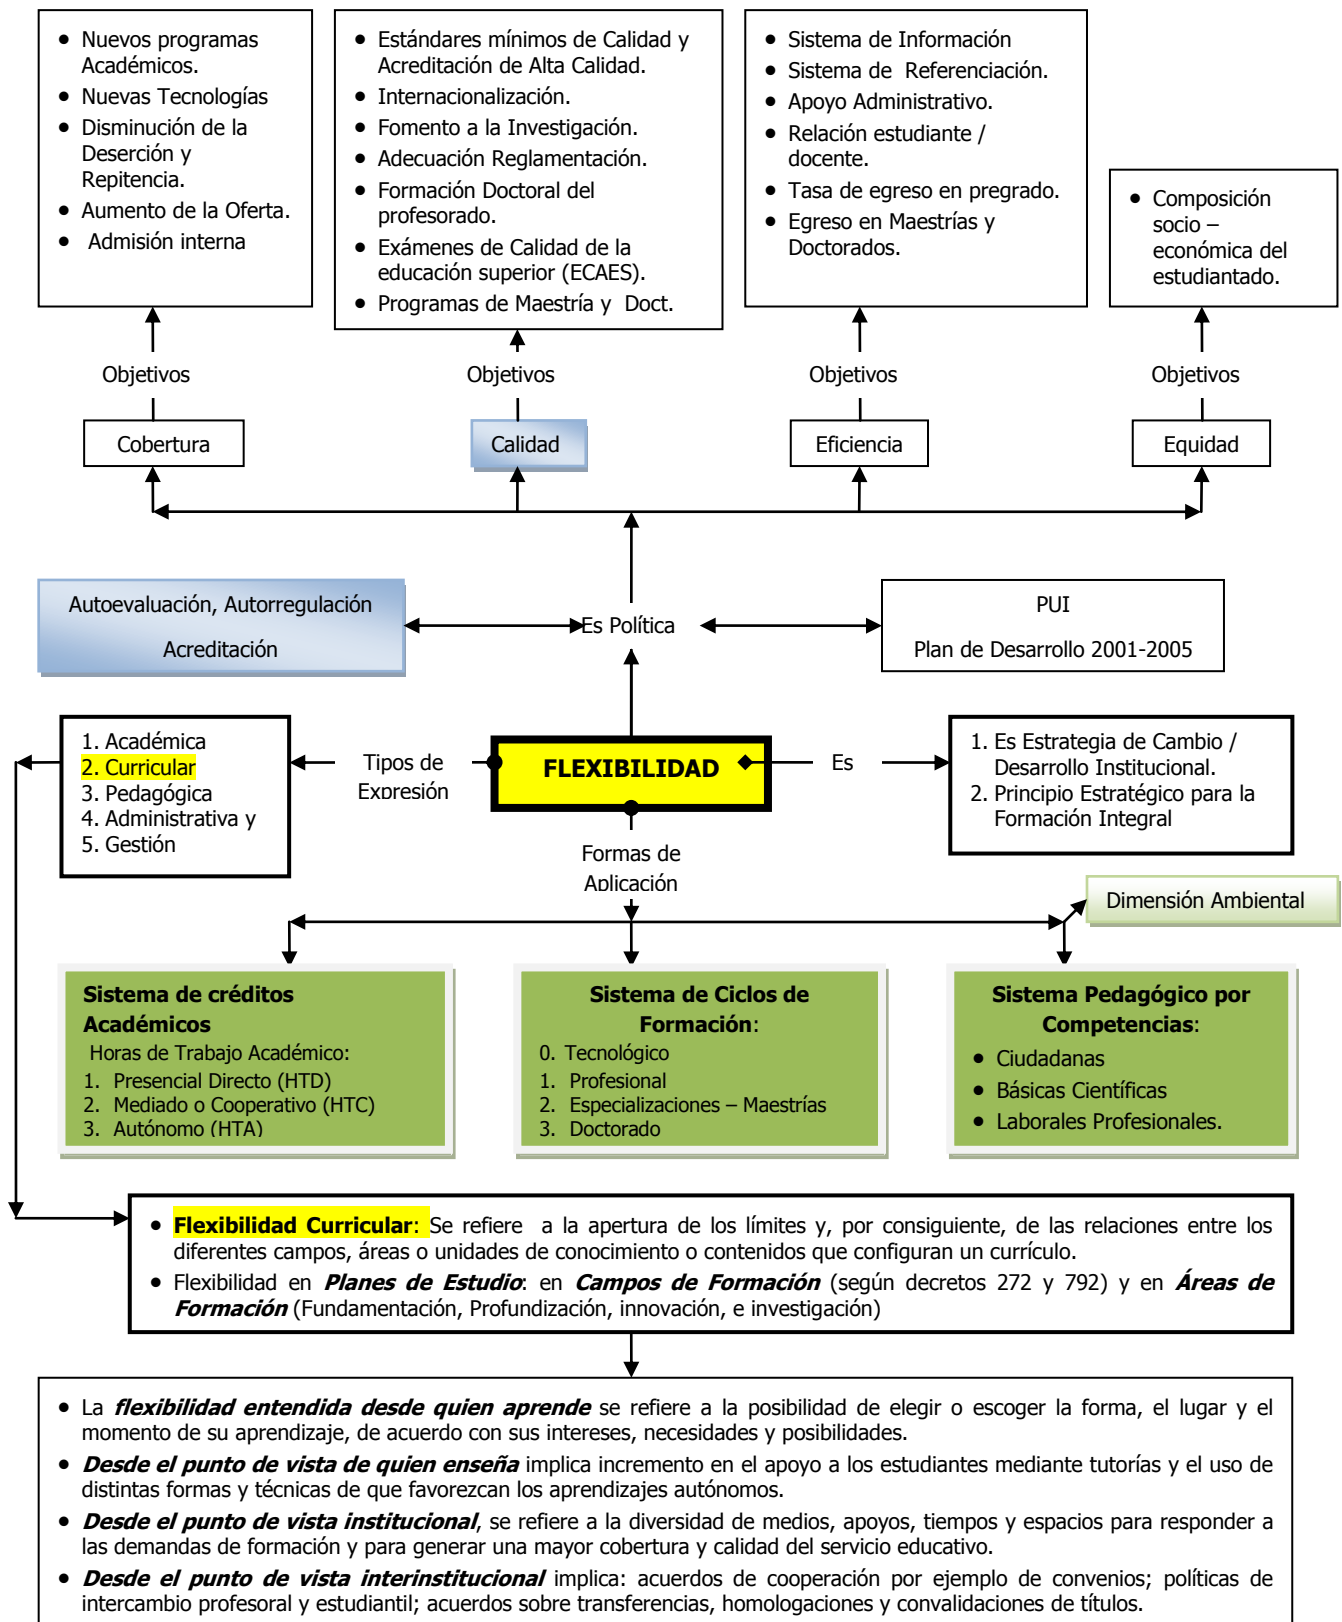 • Nuevos programas
Académicos.
• Nuevas Tecnologías
• Disminución de la
Deserción y
Repitencia.
• Aumento de la Oferta.
• Admisión interna
• Estándares mínimos de Calidad y
Acreditación de Alta Calidad.
• Internacionalización.
• Fomento a la Investigación.
• Adecuación Reglamentación.
• Formación Doctoral del
profesorado.
• Exámenes de Calidad de la
educación superior (ECAES).
• Programas de Maestría y Doct.
• Sistema de Información
• Sistema de Referenciación.
• Apoyo Administrativo.
• Relación estudiante /
docente.
• Tasa de egreso en pregrado.
• Egreso en Maestrías y
Doctorados.
• Composición
socio –
económica del
estudiantado.
Objetivos
Objetivos
Objetivos
Objetivos
Cobertura
Calidad
Eficiencia
Equidad
Autoevaluación, Autorregulación
Acreditación
Es Política
PUI
Plan de Desarrollo 2001-2005
1. Académica
2. Curricular
3. Pedagógica
4. Administrativa y
5. Gestión
Tipos de
Expresión
FLEXIBILIDAD
Es
1. Es Estrategia de Cambio /
Desarrollo Institucional.
2. Principio Estratégico para la
Formación Integral
Formas de
Aplicación
Dimensión Ambiental
Sistema de créditos
Académicos
Horas de Trabajo Académico:
1. Presencial Directo (HTD)
2. Mediado o Cooperativo (HTC)
3. Autónomo (HTA)
Sistema de Ciclos de
Formación:
0. Tecnológico
1. Profesional
2. Especializaciones – Maestrías
3. Doctorado
Sistema Pedagógico por
Competencias:
• Ciudadanas
• Básicas Científicas
• Laborales Profesionales.
• Flexibilidad Curricular: Se refiere a la apertura de los límites y, por consiguiente, de las relaciones entre los
diferentes campos, áreas o unidades de conocimiento o contenidos que configuran un currículo.
• Flexibilidad en Planes de Estudio: en Campos de Formación (según decretos 272 y 792) y en Áreas de
Formación (Fundamentación, Profundización, innovación, e investigación)
• La flexibilidad entendida desde quien aprende se refiere a la posibilidad de elegir o escoger la forma, el lugar y el
momento de su aprendizaje, de acuerdo con sus intereses, necesidades y posibilidades.
• Desde el punto de vista de quien enseña implica incremento en el apoyo a los estudiantes mediante tutorías y el uso de
distintas formas y técnicas de que favorezcan los aprendizajes autónomos.
• Desde el punto de vista institucional, se refiere a la diversidad de medios, apoyos, tiempos y espacios para responder a
las demandas de formación y para generar una mayor cobertura y calidad del servicio educativo.
• Desde el punto de vista interinstitucional implica: acuerdos de cooperación por ejemplo de convenios; políticas de
intercambio profesoral y estudiantil; acuerdos sobre transferencias, homologaciones y convalidaciones de títulos.